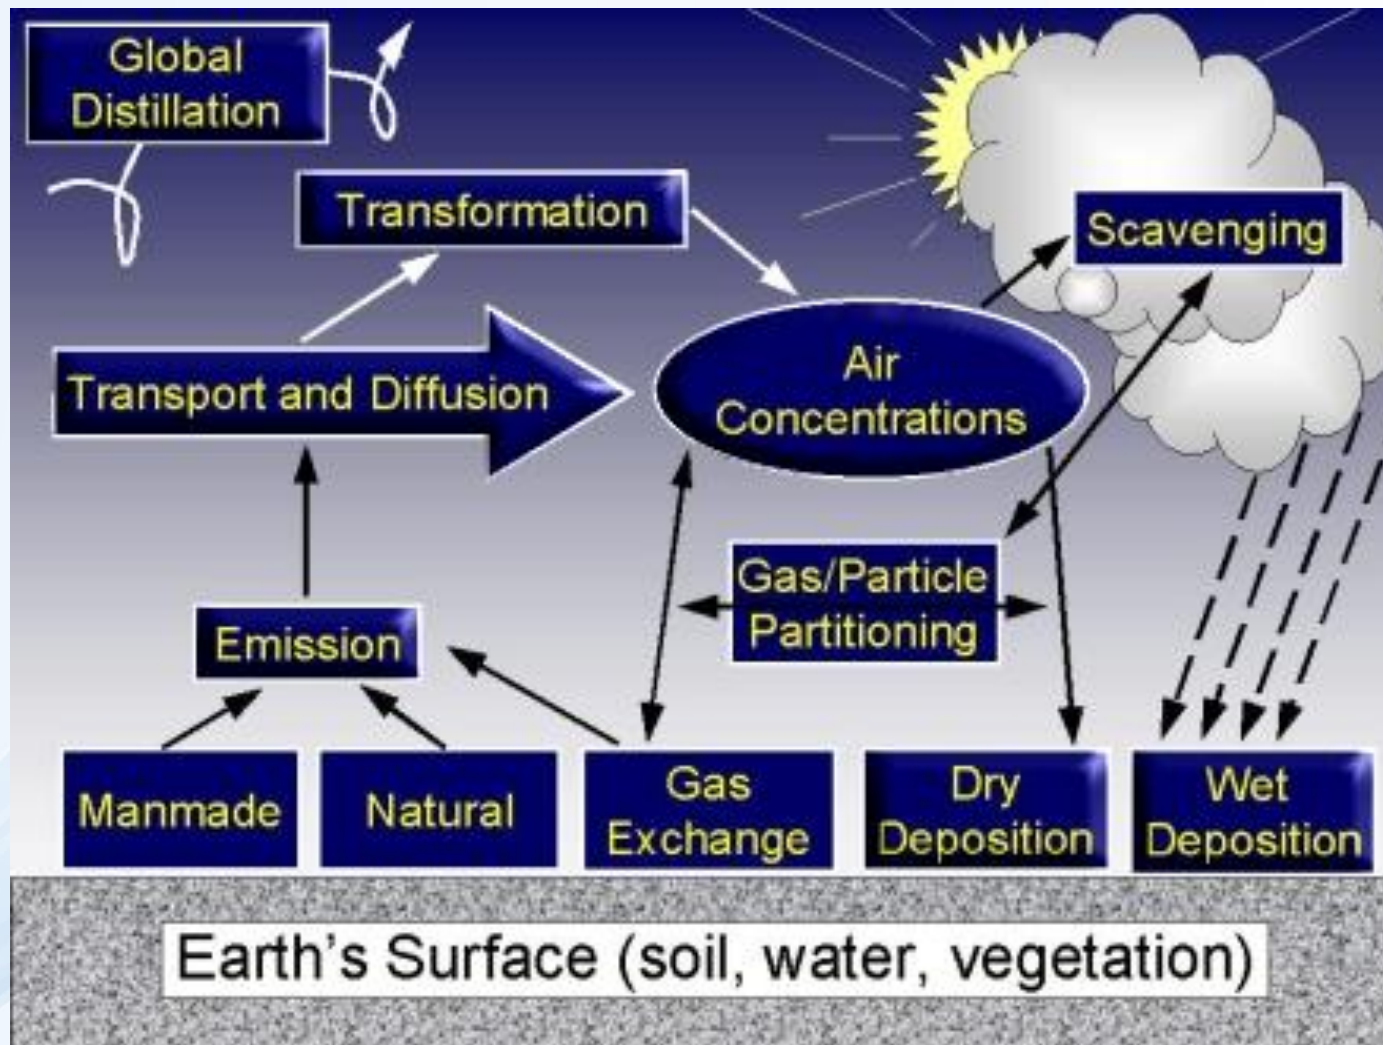 Global
Distillation
Transformation
Scavenging
Transport and Diffusion
Air
Concentrations
Gas/Particle
Partitioning
Emission
Manmade
Natural
Gas
Exchange
Dry
Deposition
Wet
Deposition
Earth's Surface (soil, water, vegetation)